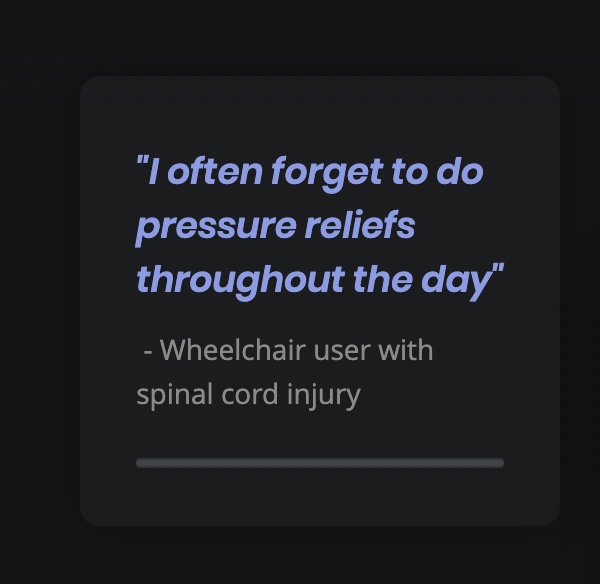 "I often forget to do
pressure reliefs
throughout the day"
- Wheelchair user with
spinal cord injury